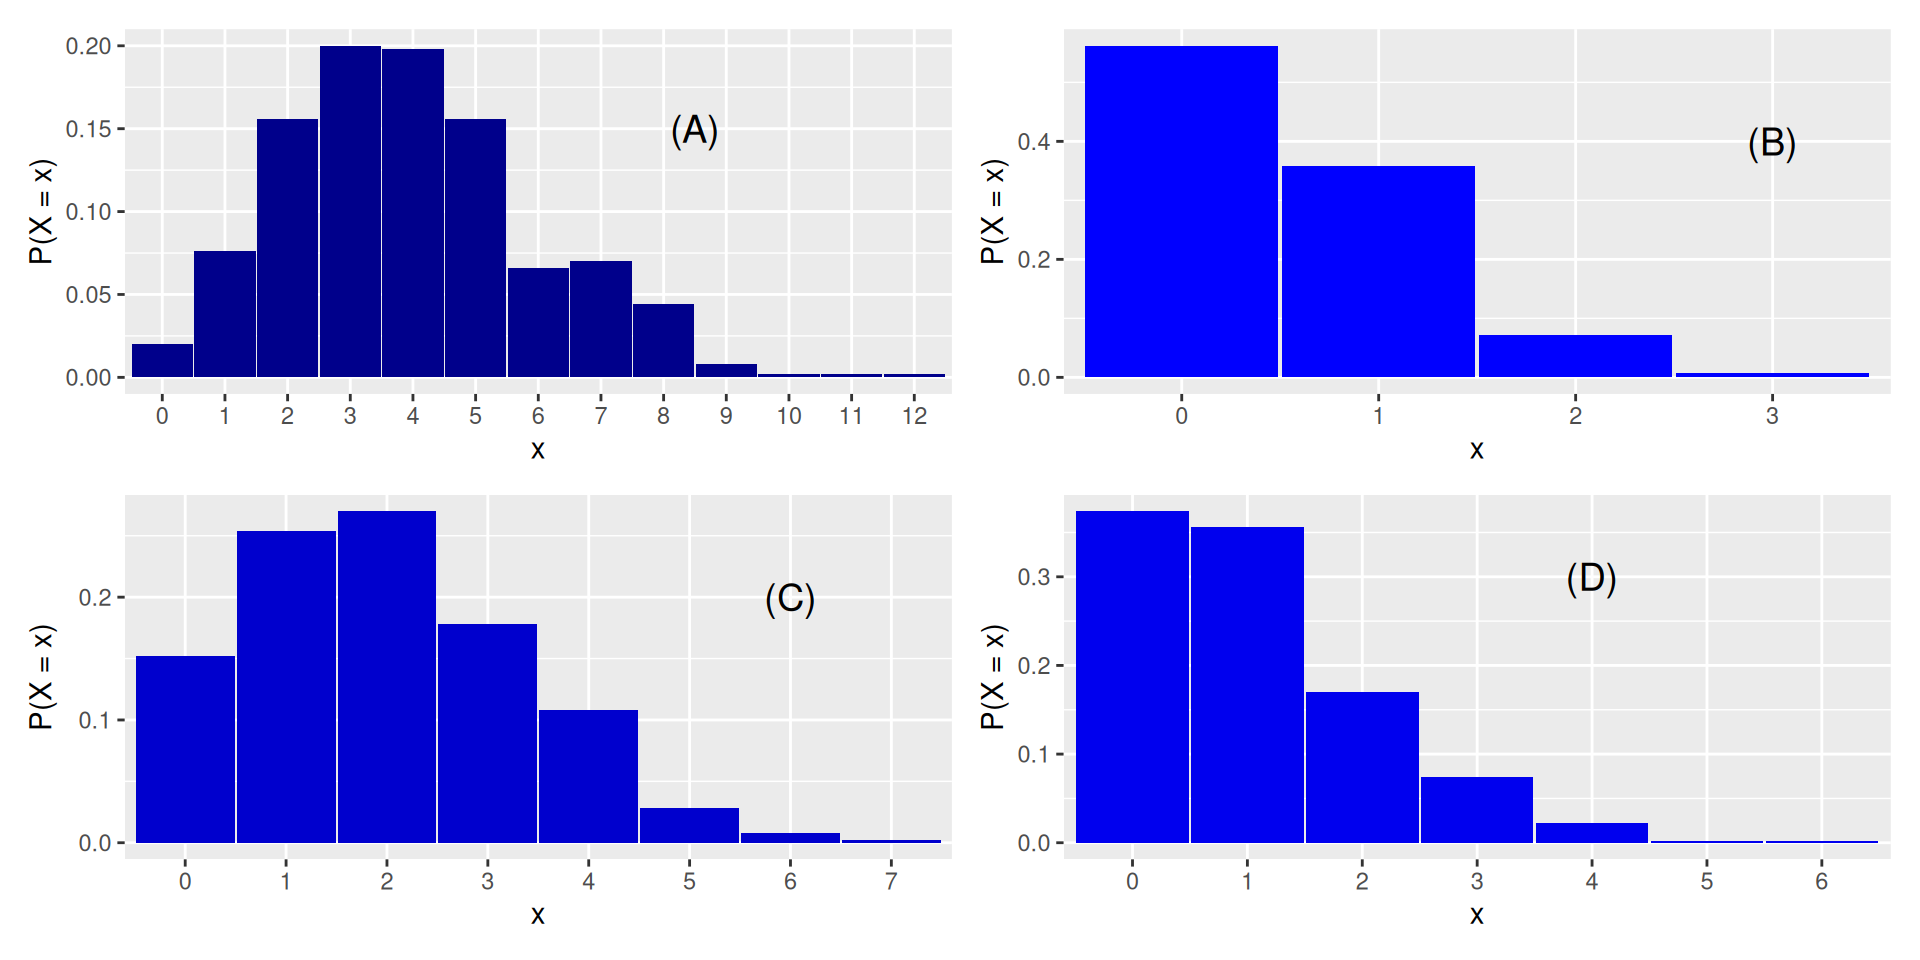 0.20
0.15
0.10
0.05
0.00
P(X = x)
(A)
0 1 2 3 4 5 6 7 8 9 10 11 12
x
0.4
0.2
0.0
P(X = x)
(B)
0 1 2 3
x
0.2
0.1
0.0
P(X = x)
(C)
0 1 2 3 4 5 6 7
x
0.3
0.2
0.1
0.0
P(X = x)
(D)
0 1 2 3 4 5 6
x